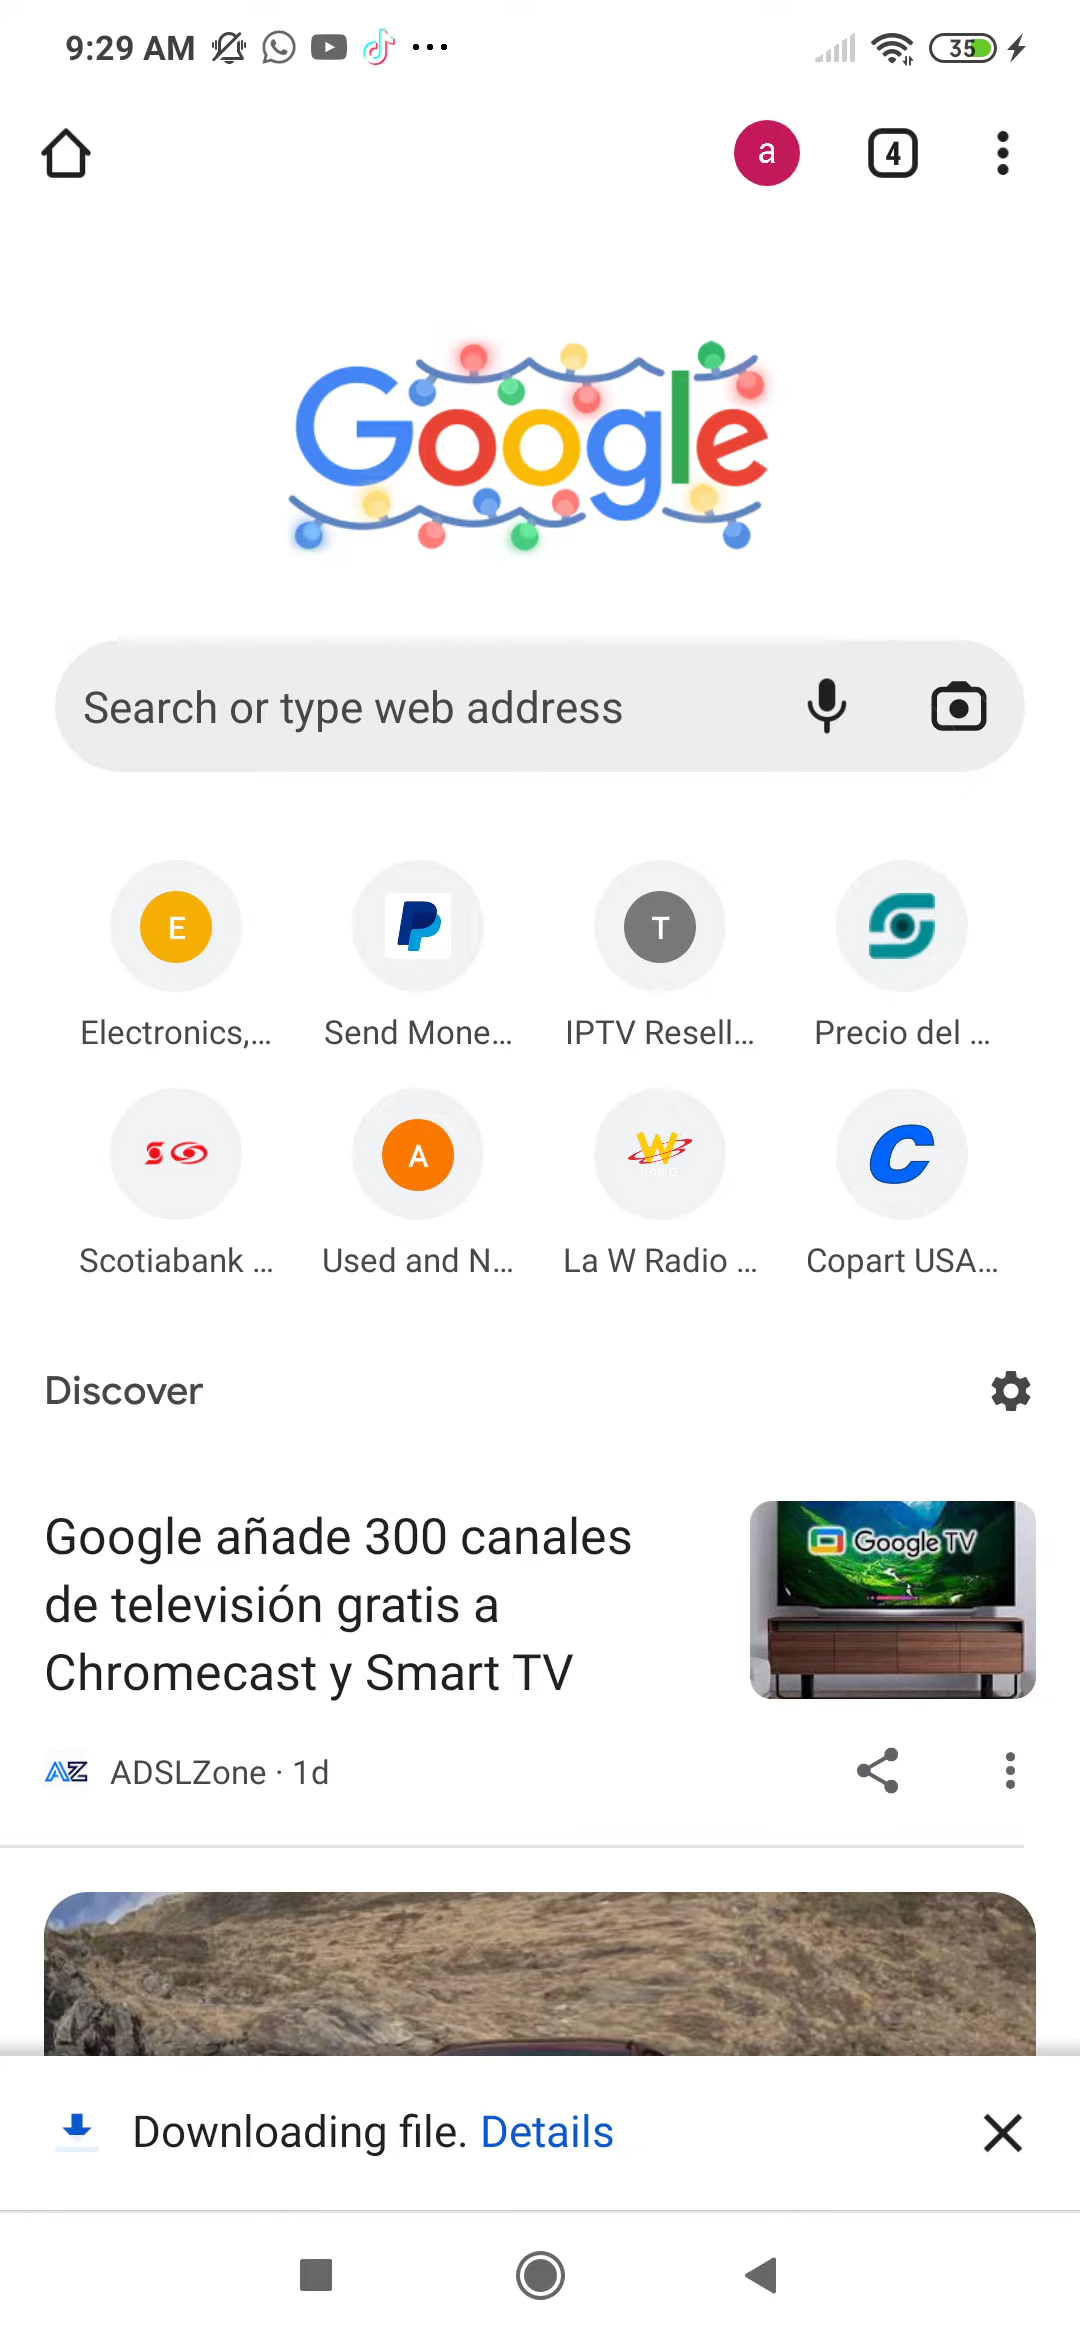 9:29 AM
35
a
4
Google
Search or type web address
E
T
Electronics,...
Send Mone...
IPTV Resell...
Precio del ...
A
W
RADIO
C
Scotiabank ...
Used and N...
La W Radio ...
Copart USA...
Discover
Google añade 300 canales
de televisión gratis a
Chromecast y Smart TV
Google TV
AZ ADSLZone · 1d
Downloading file. Details